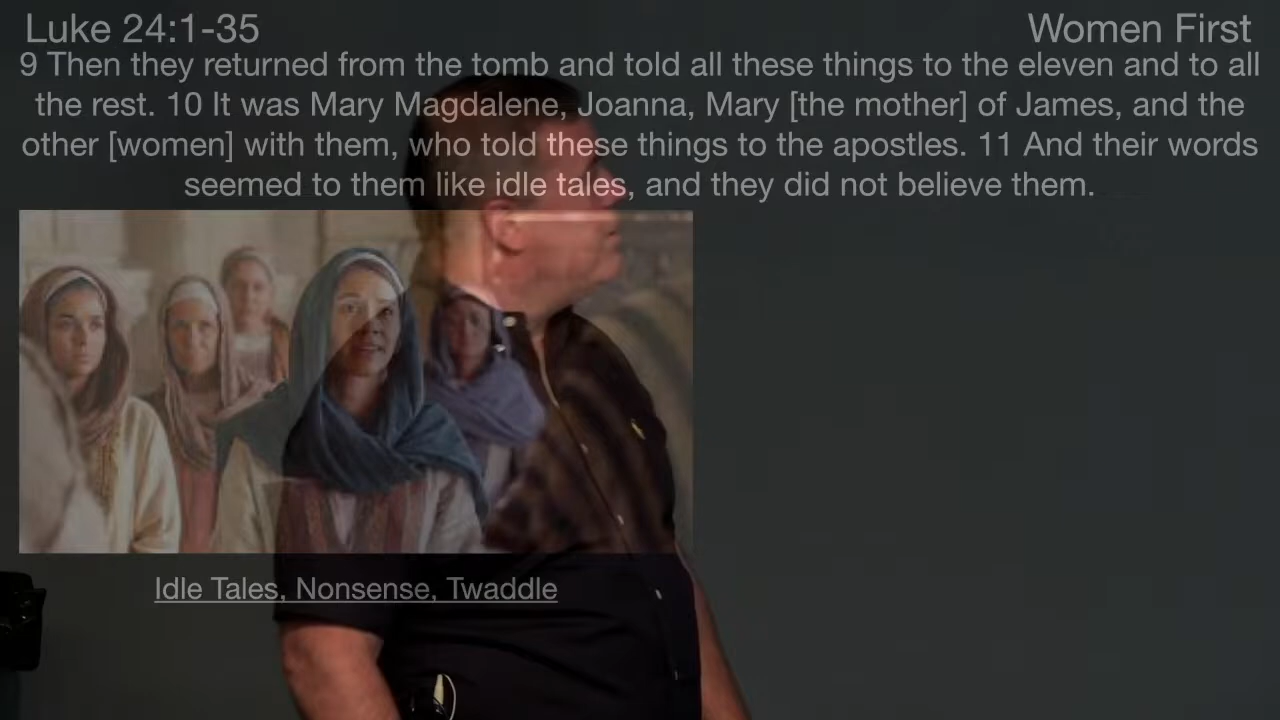 Luke 24:1-35
Women First
9 Then they returned from the tomb and told all these things to the eleven and to all
the rest. 10 It was Mary Magdalene, Joanna, Mary [the mother] of James, and the
other [women] with them, who told these things to the apostles. 11 And their words
seemed to them like idle tales, and they did not believe them.
Idle Tales, Nonsense, Twaddle